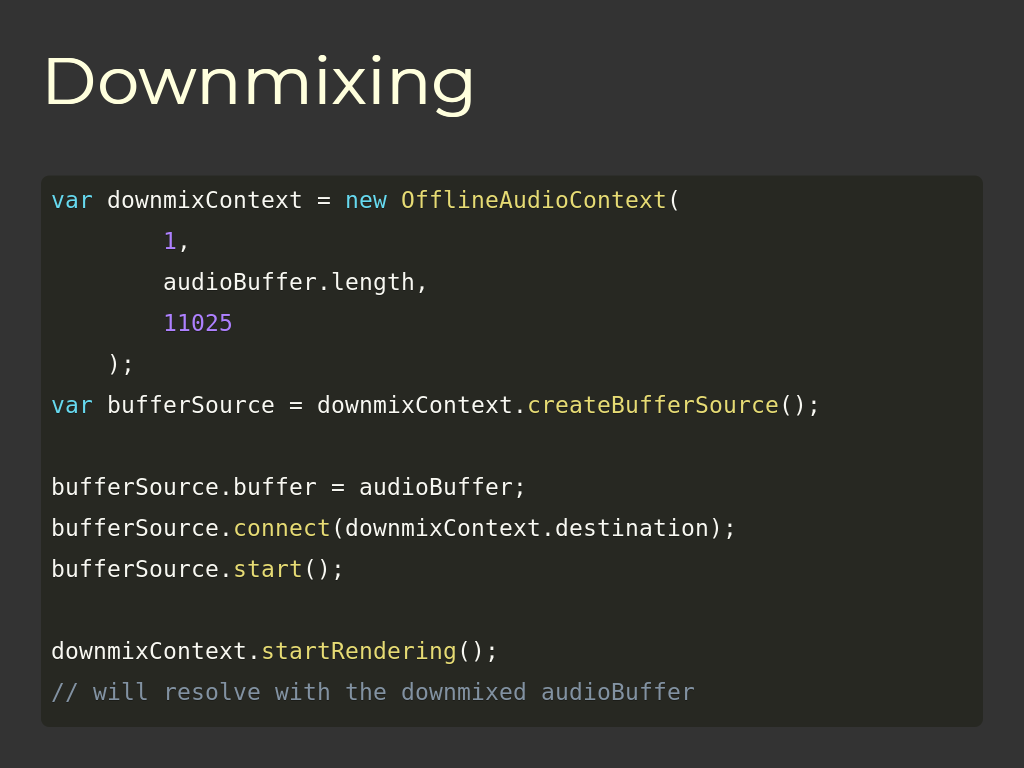 Downmixing
var downmixContext = new OfflineAudioContext(
        1,
        audioBuffer.length,
        11025
    );
var bufferSource = downmixContext.createBufferSource();

bufferSource.buffer = audioBuffer;
bufferSource.connect(downmixContext.destination);
bufferSource.start();

downmixContext.startRendering();
// will resolve with the downmixed audioBuffer